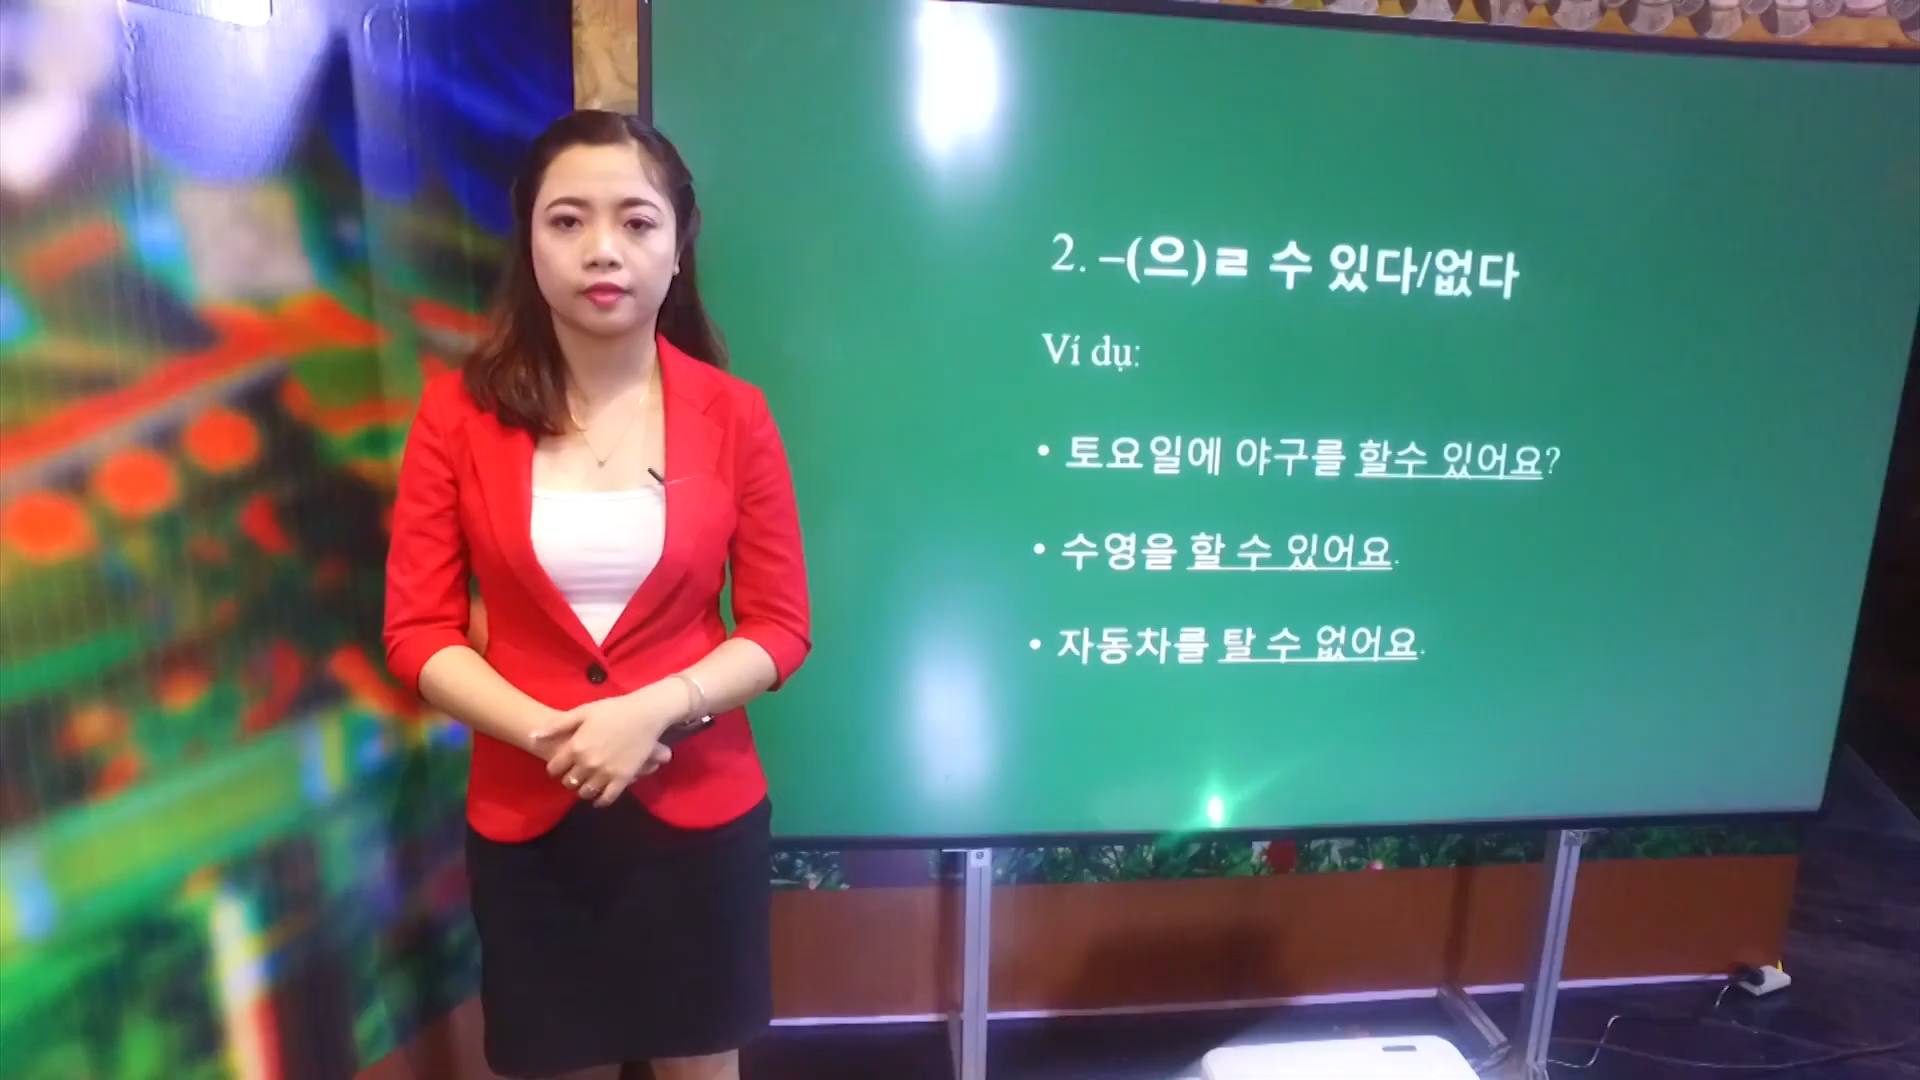 2. –(으)ㄹ 수 있다/없다
Ví dụ:
• 토요일에 야구를 할수 있어요?
• 수영을 할 수 있어요.
• 자동차를 탈 수 없어요.